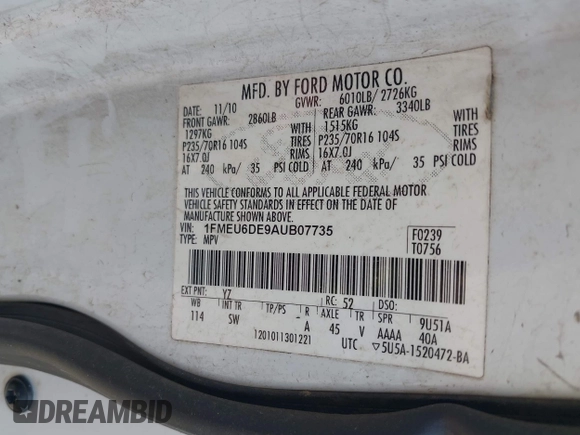 MFD. BY FORD MOTOR CO.
11/10 GVWR: 6010LB/ 2726KG
FRONT GAWR: 2860LB REAR GAWR: 3340LB
1297KG WITH 1515KG WITH
P235/70R16 104S TIRES P235/70R16 104S TIRES
16X7.0J RIMS 16X7.0J RIMS
AT 240 kPa/ 35 PSI COLD AT 240 kPa/ 35 PSI COLD
THIS VEHICLE CONFORMS TO ALL APPLICABLE FEDERAL MOTOR
VEHICLE SAFETY STANDARDS IN EFFECT ON THE DATE OF
MANUFACTURE SHOWN ABOVE.
VIN: 1FMEU6DE9AUB07735 F0239
TYPE: MPV T0756
EXT PNT: YZ RC: 52 DSO:
WB INT TR TP/PS R AXLE TR SPR 9U51A
114 SW - A 45 V AAAA 40A
1201011301221 UTC ▽5U5A-1520472-BA
DREAMBID